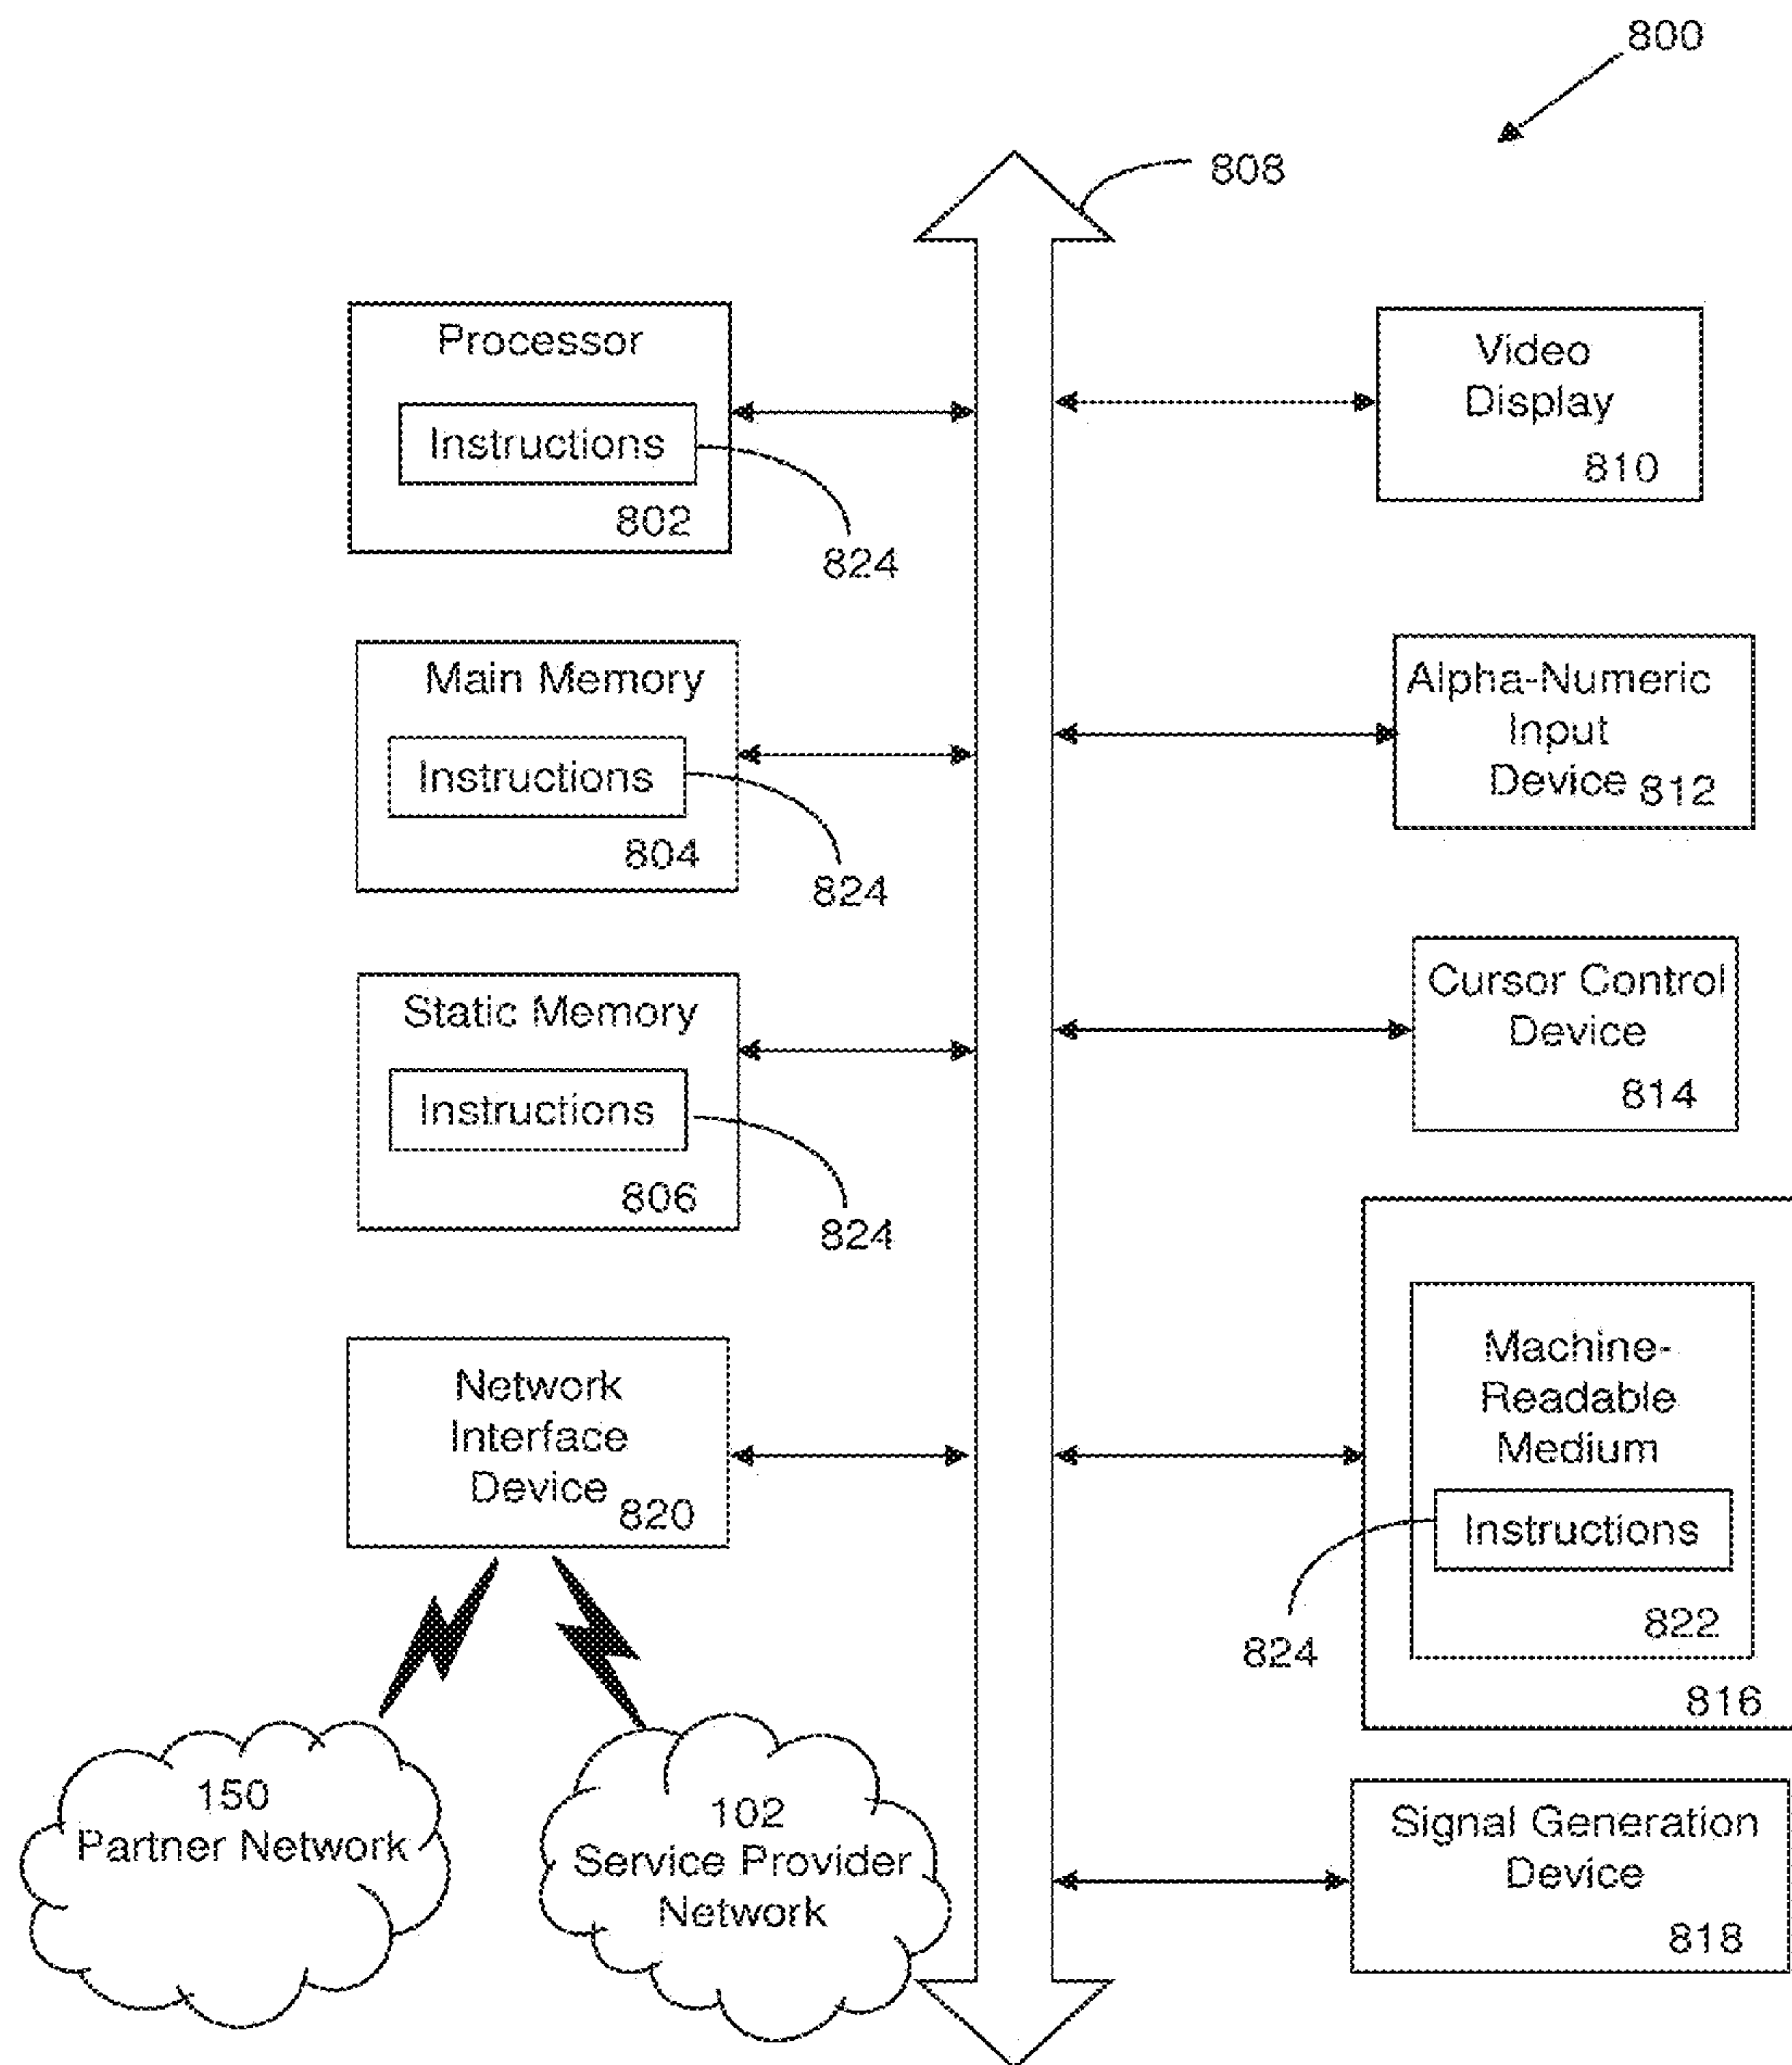 800
808
Processor
Instructions
802
824
Video
Display
810
Main Memory
Instructions
804
824
Alpha-Numeric
Input
Device 812
Static Memory
Instructions
806
824
Cursor Control
Device
814
Network
Interface
Device
820
Machine-
Readable
Medium
Instructions
822
824
816
150
Partner Network
102
Service Provider
Network
Signal Generation
Device
818